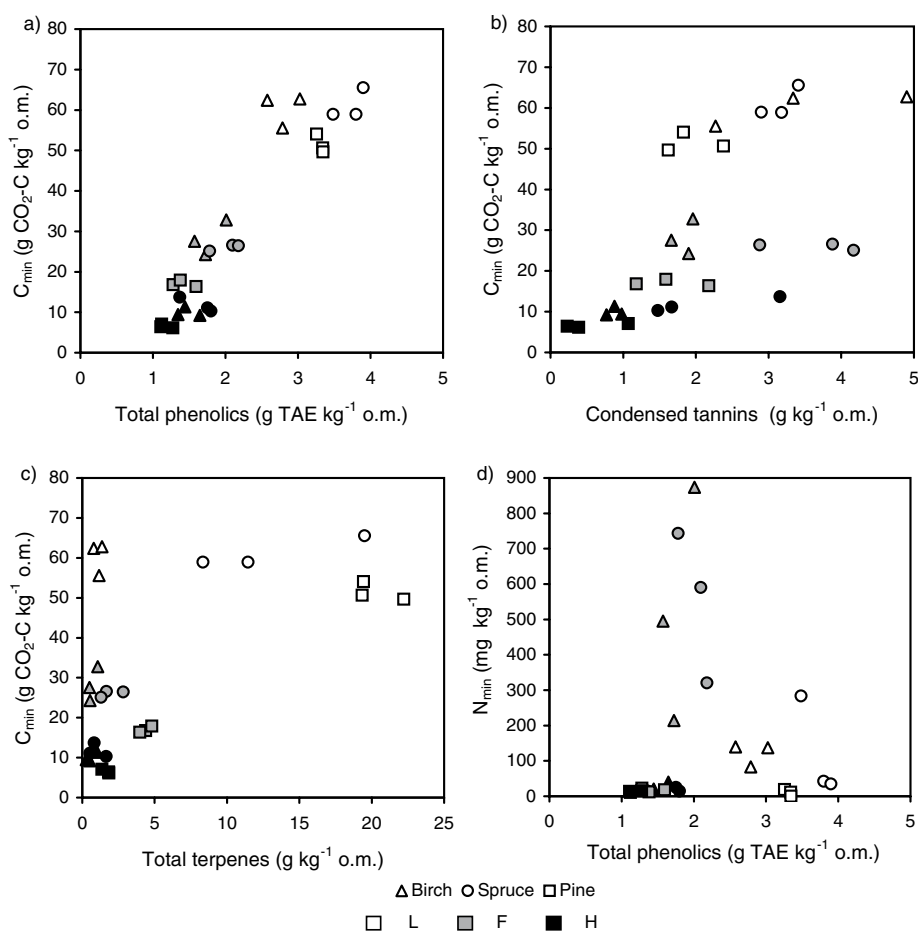 a)
80
70
60
50
40
30
20
10
0
C_min (g CO₂-C kg⁻¹ o.m.)
0 1 2 3 4 5
Total phenolics (g TAE kg⁻¹ o.m.)
b)
80
70
60
50
40
30
20
10
0
C_min (g CO₂-C kg⁻¹ o.m.)
0 1 2 3 4 5
Condensed tannins (g kg⁻¹ o.m.)
c)
80
70
60
50
40
30
20
10
0
C_min (g CO₂-C kg⁻¹ o.m.)
0 5 10 15 20 25
Total terpenes (g kg⁻¹ o.m.)
d)
900
800
700
600
500
400
300
200
100
0
N_min (mg kg⁻¹ o.m.)
0 1 2 3 4 5
Total phenolics (g TAE kg⁻¹ o.m.)
Birch Spruce Pine
L F H